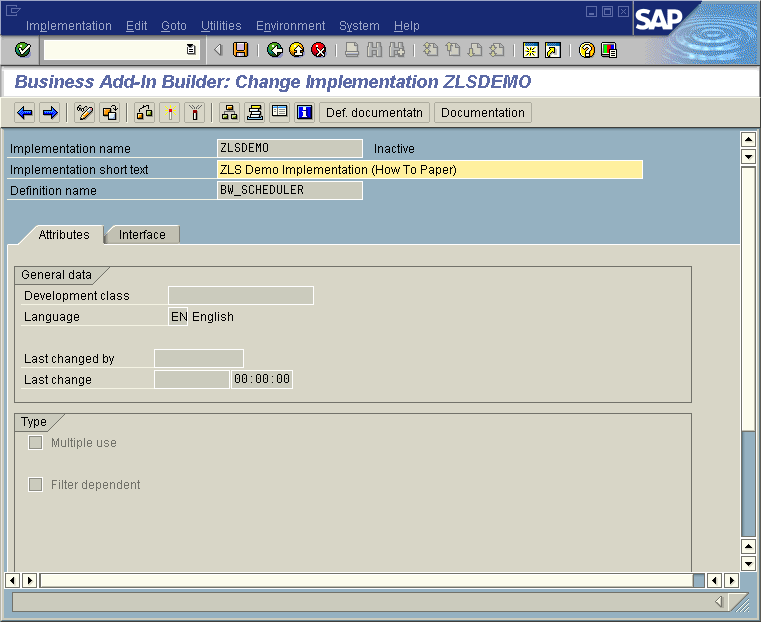 Implementation Edit Goto Utilities Environment System Help
SAP
Business Add-In Builder: Change Implementation ZLSDEMO
Def. documentatn Documentation
Implementation name ZLSDEMO Inactive
Implementation short text ZLS Demo Implementation (How To Paper)
Definition name BW_SCHEDULER
Attributes Interface
General data
Development class
Language EN English
Last changed by
Last change 00:00:00
Type
Multiple use
Filter dependent